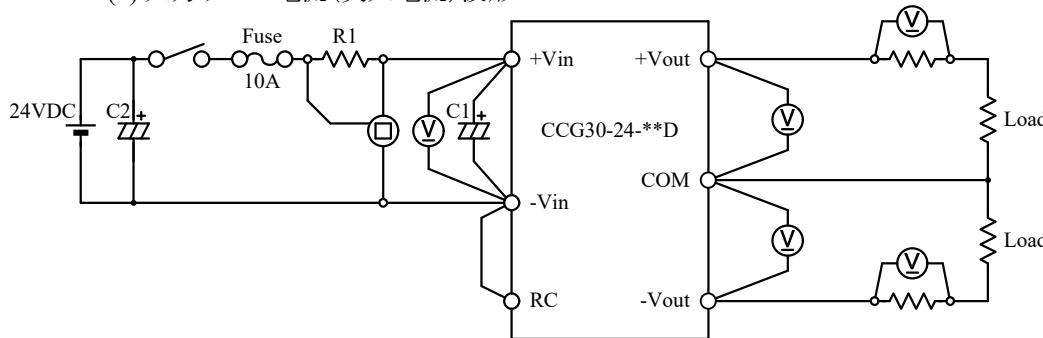 Fuse
R1
10A
24VDC
C2
+
C1
+
V
+Vin
+Vout
V
V
Load
CCG30-24-**D
COM
-Vin
V
Load
V
RC
-Vout